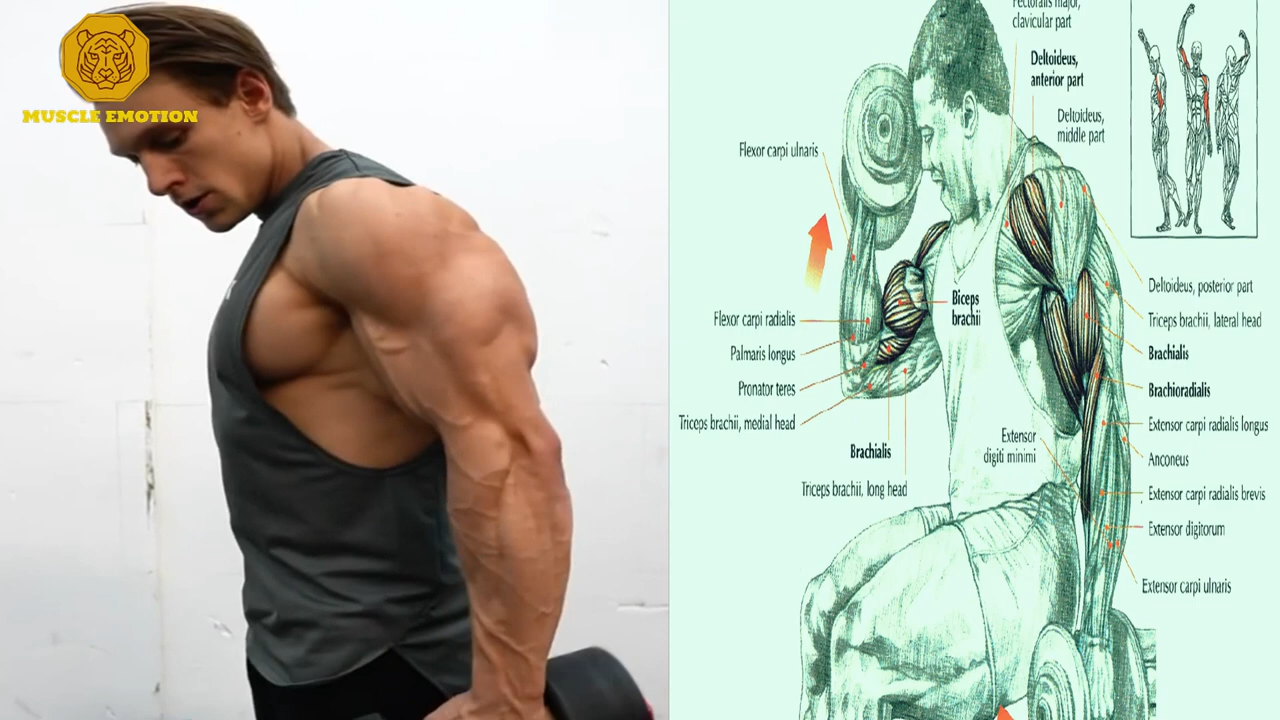 MUSCLE EMOTION
Pectoralis major,
clavicular part
Deltoideus,
anterior part
Deltoideus,
middle part
Flexor carpi ulnaris
Deltoideus, posterior part
Biceps
brachii
Flexor carpi radialis
Triceps brachii, lateral head
Palmaris longus
Brachialis
Pronator teres
Brachioradialis
Triceps brachii, medial head
Extensor carpi radialis longus
Extensor
digiti minimi
Brachialis
Anconeus
Triceps brachii, long head
Extensor carpi radialis brevis
Extensor digitorum
Extensor carpi ulnaris